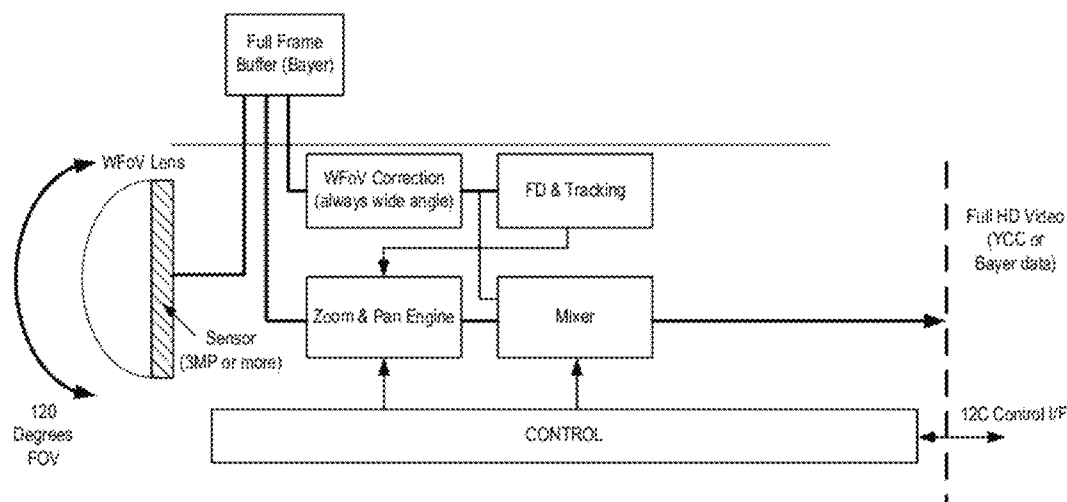 Full Frame
Buffer (Bayer)
WFoV Lens
WFoV Correction
(always wide angle)
FD & Tracking
Full HD Video
(YCC or
Bayer data)
Zoom & Pan Engine
Mixer
Sensor
(3MP or more)
120
Degrees
FOV
CONTROL
12C Control I/F